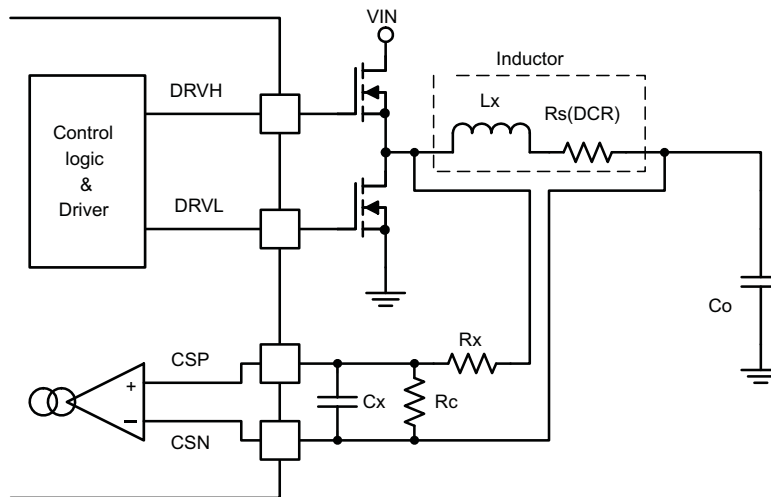 VIN
Inductor
DRVH
Lx
Rs(DCR)
Control
logic
&
Driver
DRVL
Co
Rx
CSP
+
Cx
Rc
–
CSN